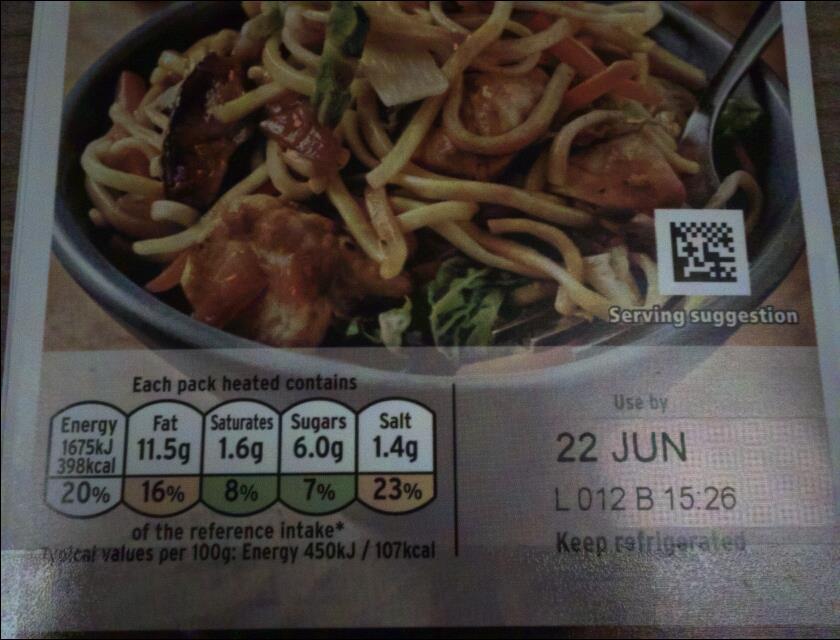 Serving suggestion
Each pack heated contains
Energy 1675kJ 398kcal 20%
Fat 11.5g 16%
Saturates 1.6g 8%
Sugars 6.0g 7%
Salt 1.4g 23%
of the reference intake*
Typical values per 100g: Energy 450kJ / 107kcal
Use by
22 JUN
L 012 B 15:26
Keep refrigerated